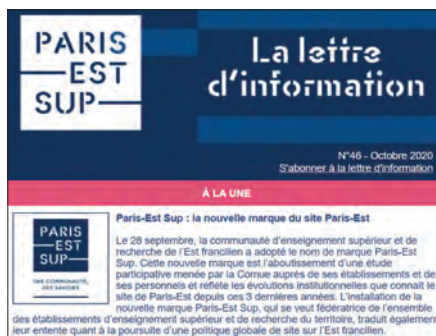 PARIS
EST
SUP
La lettre
d'information
N°46 - Octobre 2020
S'abonner à la lettre d'information
À LA UNE
PARIS
EST
SUP
UNE COMMUNAUTÉ,
DES SAVOIRS
Paris-Est Sup : la nouvelle marque du site Paris-Est
Le 28 septembre, la communauté d'enseignement supérieur et de
recherche de l'Est francilien a adopté le nom de marque Paris-Est
Sup. Cette nouvelle marque est l'aboutissement d'une étude
participative menée par la Comue auprès de ses établissements et de
ses personnels et reflète les évolutions institutionnelles que connaît le
site de Paris-Est depuis ces 3 dernières années. L'installation de la
nouvelle marque Paris-Est Sup, qui se veut fédératrice de l'ensemble
des établissements d'enseignement supérieur et de recherche du territoire, traduit également
leur entente quant à la poursuite d'une politique globale de site sur l'Est francilien.